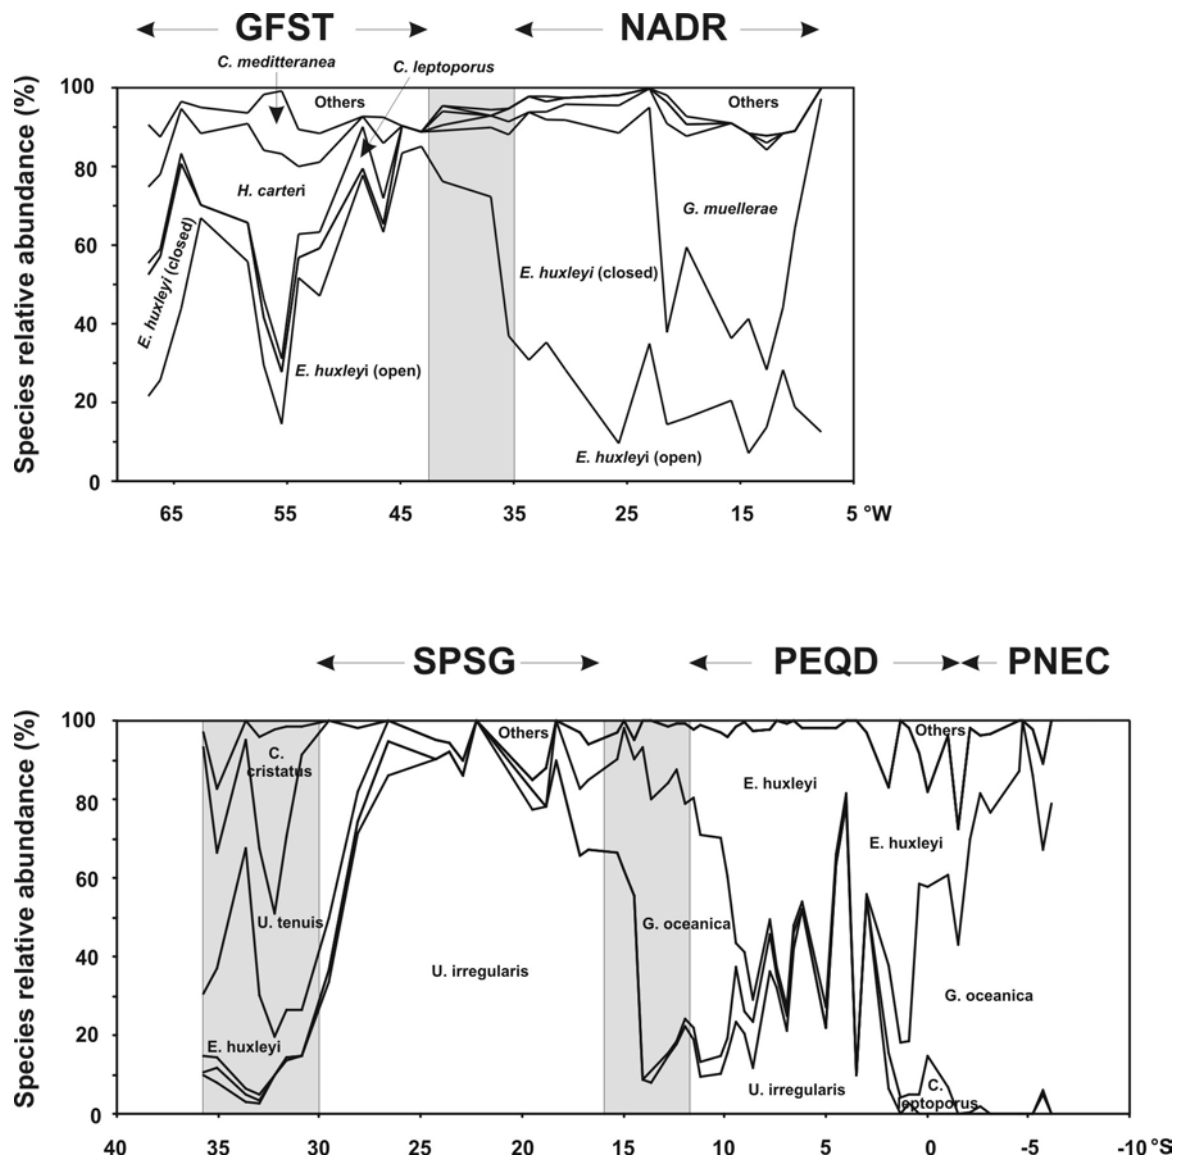 GFST NADR
C. meditteranea
C. leptoporus
Species relative abundance (%)
100
80
60
40
20
0
Others
Others
H. carteri
G. muellerae
E. huxleyi (closed)
E. huxleyi (closed)
E. huxleyi (open)
E. huxleyi (open)
65 55 45 35 25 15 5 °W
SPSG PEQD PNEC
Species relative abundance (%)
100
80
60
40
20
0
Others
Others
C.
cristatus
E. huxleyi
E. huxleyi
U. tenuis
G. oceanica
U. irregularis
G. oceanica
E. huxleyi
U. irregularis
C.
leptoporus
40 35 30 25 20 15 10 5 0 -5 -10 °S